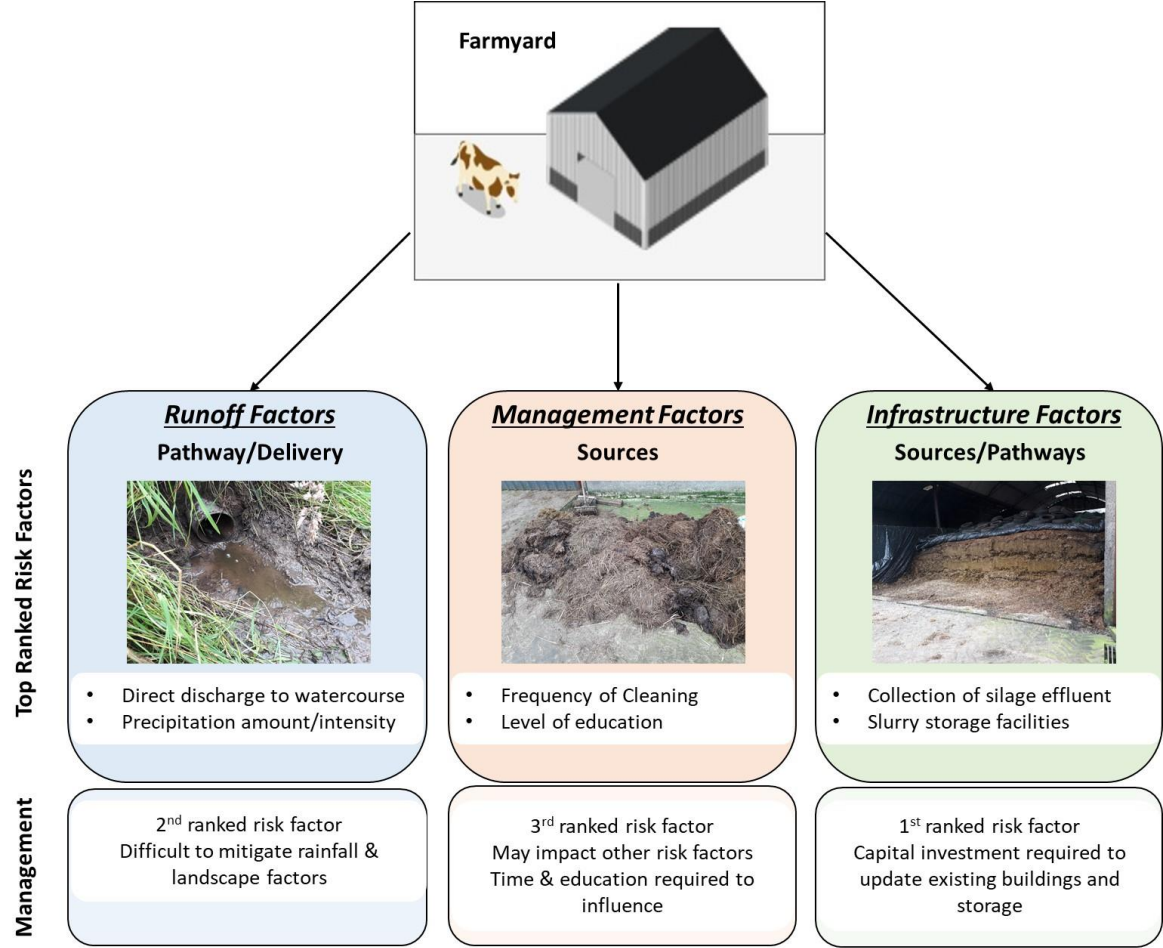 Farmyard
Top Ranked Risk Factors
Runoff Factors
Pathway/Delivery
• Direct discharge to watercourse
• Precipitation amount/intensity
Management Factors
Sources
• Frequency of Cleaning
• Level of education
Infrastructure Factors
Sources/Pathways
• Collection of silage effluent
• Slurry storage facilities
Management
2nd ranked risk factor
Difficult to mitigate rainfall &
landscape factors
3rd ranked risk factor
May impact other risk factors
Time & education required to
influence
1st ranked risk factor
Capital investment required to
update existing buildings and
storage